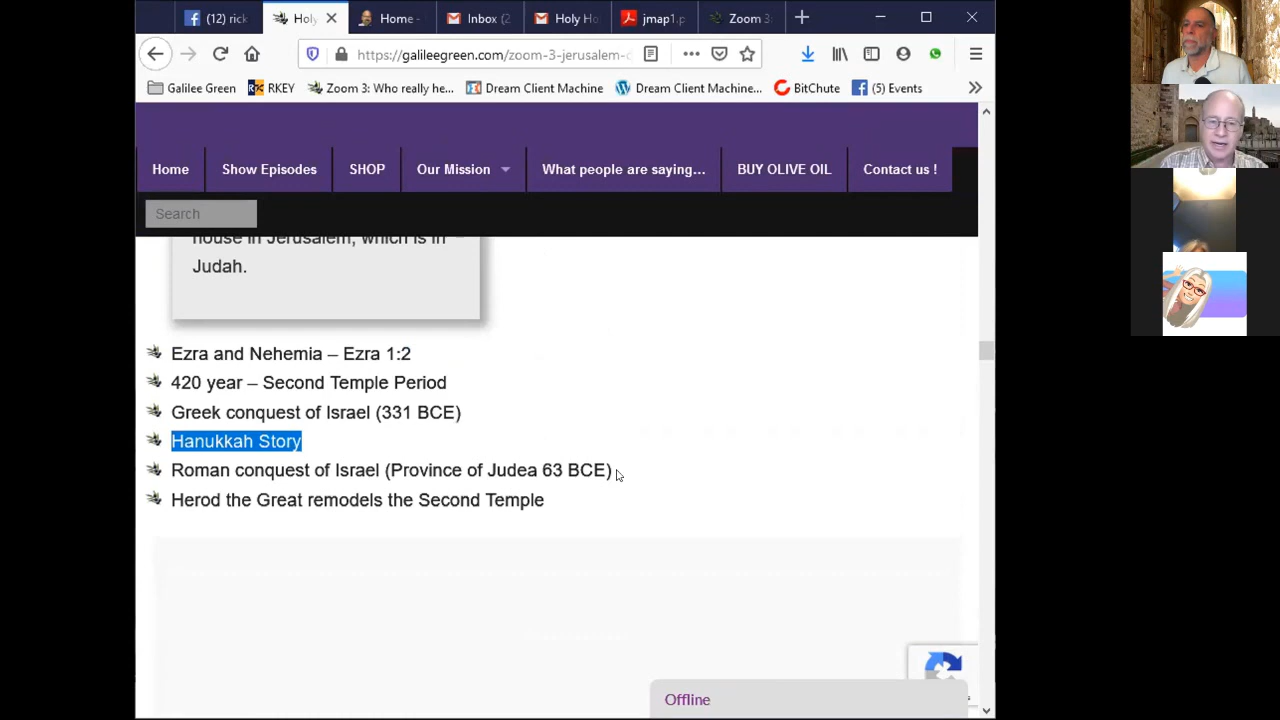 (12) rick
Holy
Home -
Inbox (2
Holy Ho
jmap1.p
Zoom 3:
https://galileegreen.com/zoom-3-jerusalem-
Galilee Green
RKEY
Zoom 3: Who really he...
Dream Client Machine
Dream Client Machine...
BitChute
(5) Events
Home
Show Episodes
SHOP
Our Mission
What people are saying...
BUY OLIVE OIL
Contact us !
Search
house in Jerusalem, which is in
Judah.
Ezra and Nehemia – Ezra 1:2
420 year – Second Temple Period
Greek conquest of Israel (331 BCE)
Hanukkah Story
Roman conquest of Israel (Province of Judea 63 BCE)
Herod the Great remodels the Second Temple
Offline